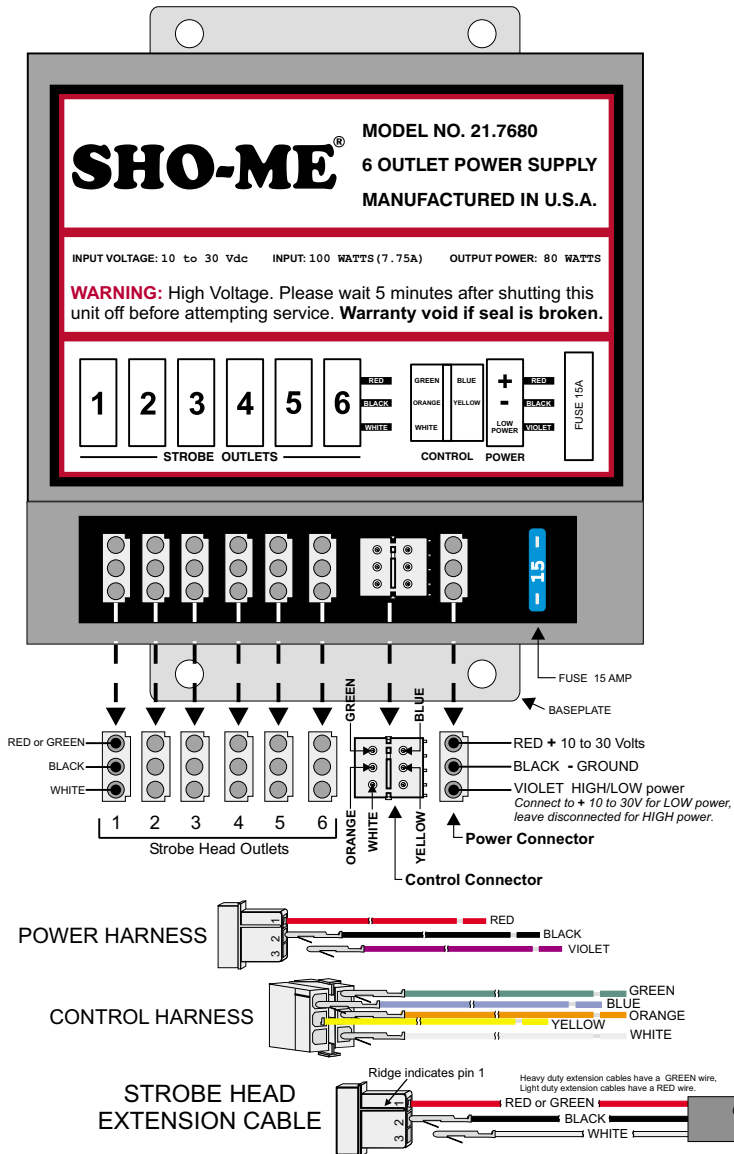 SHO-ME®
MODEL NO. 21.7680
6 OUTLET POWER SUPPLY
MANUFACTURED IN U.S.A.
INPUT VOLTAGE: 10 to 30 Vdc INPUT: 100 WATTS (7.75A) OUTPUT POWER: 80 WATTS
WARNING: High Voltage. Please wait 5 minutes after shutting this
unit off before attempting service. Warranty void if seal is broken.
1 2 3 4 5 6
RED
BLACK
WHITE
STROBE OUTLETS
GREEN BLUE
ORANGE YELLOW
WHITE
CONTROL
+
-
LOW
POWER
POWER
RED
BLACK
VIOLET
FUSE 15A
15
FUSE 15 AMP
BASEPLATE
GREEN
BLUE
RED or GREEN
BLACK
WHITE
1 2 3 4 5 6
Strobe Head Outlets
ORANGE
WHITE
YELLOW
RED + 10 to 30 Volts
BLACK - GROUND
VIOLET HIGH/LOW power
Connect to + 10 to 30V for LOW power,
leave disconnected for HIGH power.
Power Connector
Control Connector
POWER HARNESS
1
2
3
RED
BLACK
VIOLET
CONTROL HARNESS
GREEN
BLUE
ORANGE
YELLOW
WHITE
STROBE HEAD
EXTENSION CABLE
Ridge indicates pin 1
1
2
3
Heavy duty extension cables have a GREEN wire,
Light duty extension cables have a RED wire.
RED or GREEN
BLACK
WHITE